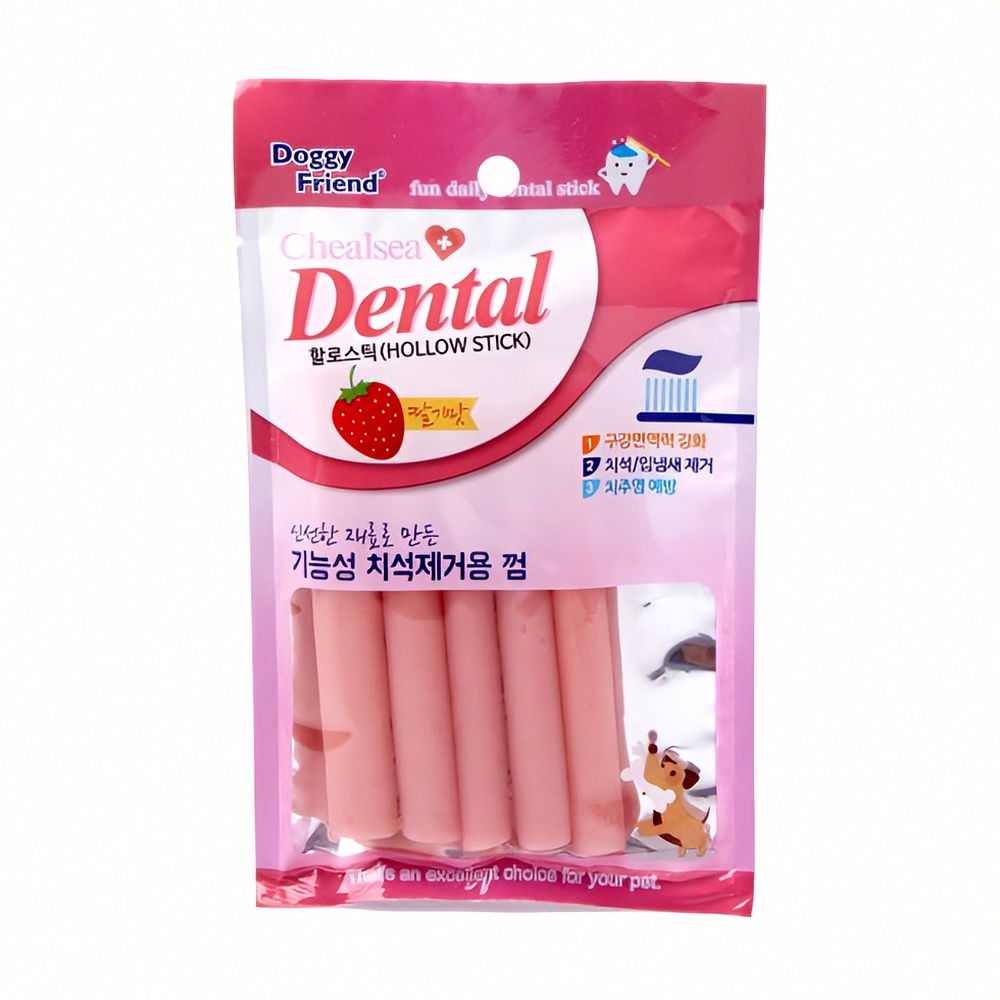 Doggy
Friend®
fun daily dental stick
Chealsea
Dental
할로스틱(HOLLOW STICK)
딸기맛
1 구강면역력 강화
2 치석/입냄새 제거
3 치주염 예방
신선한 재료로 만든
기능성 치석제거용 껌
an excellent choice for your pet.